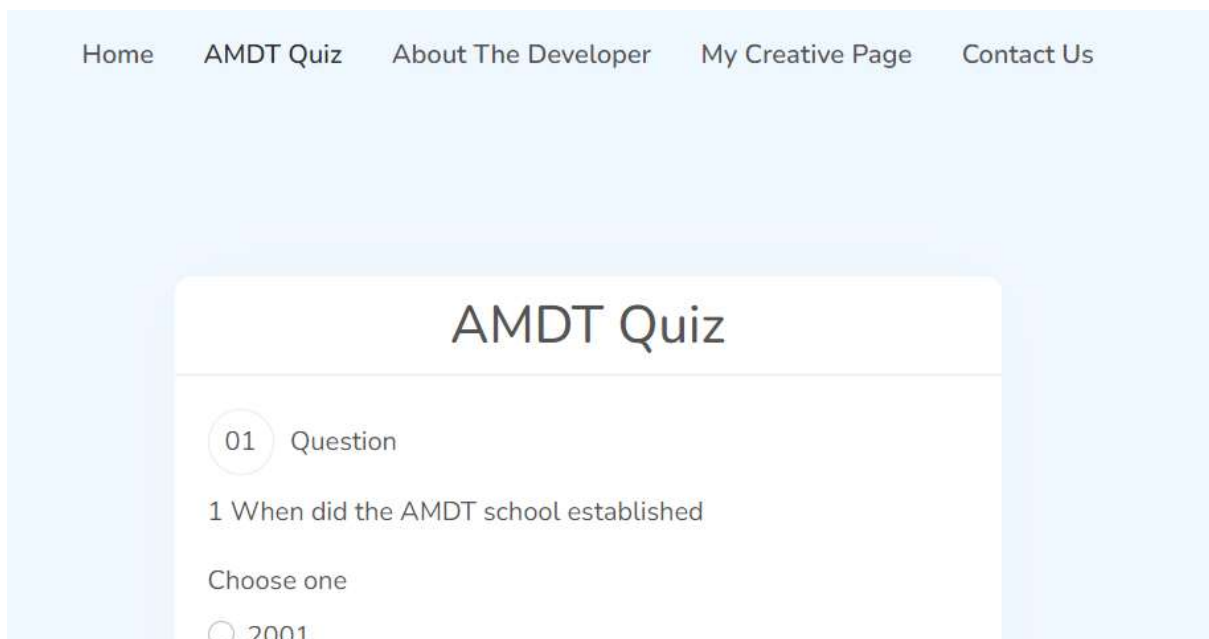 Home AMDT Quiz About The Developer My Creative Page Contact Us
AMDT Quiz
01 Question
1 When did the AMDT school established
Choose one
2001